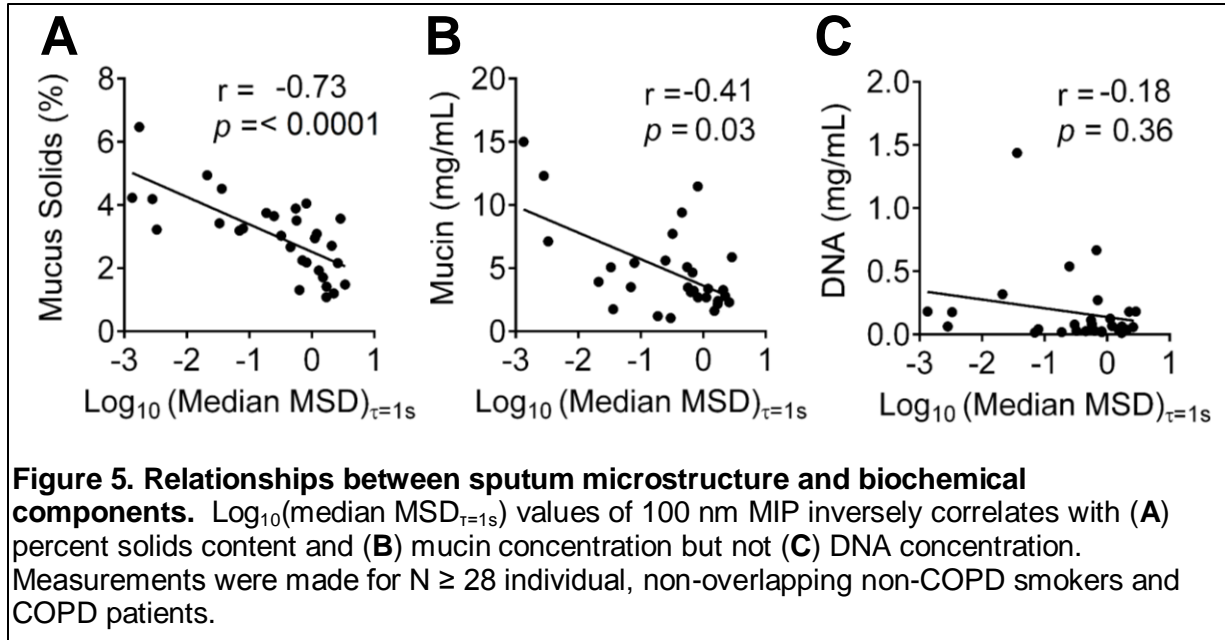 A
B
C
r = -0.73
p =< 0.0001
8
6
4
2
0
Mucus Solids (%)
-3 -2 -1 0 1
Log₁₀ (Median MSD)τ=1s
r =-0.41
p = 0.03
20
15
10
5
0
Mucin (mg/mL)
-3 -2 -1 0 1
Log₁₀ (Median MSD)τ=1s
r =-0.18
p = 0.36
2.0
1.5
1.0
0.5
0.0
DNA (mg/mL)
-3 -2 -1 0 1
Log₁₀ (Median MSD)τ=1s
Figure 5. Relationships between sputum microstructure and biochemical
components. Log₁₀(median MSDτ=1s) values of 100 nm MIP inversely correlates with (A)
percent solids content and (B) mucin concentration but not (C) DNA concentration.
Measurements were made for N ≥ 28 individual, non-overlapping non-COPD smokers and
COPD patients.